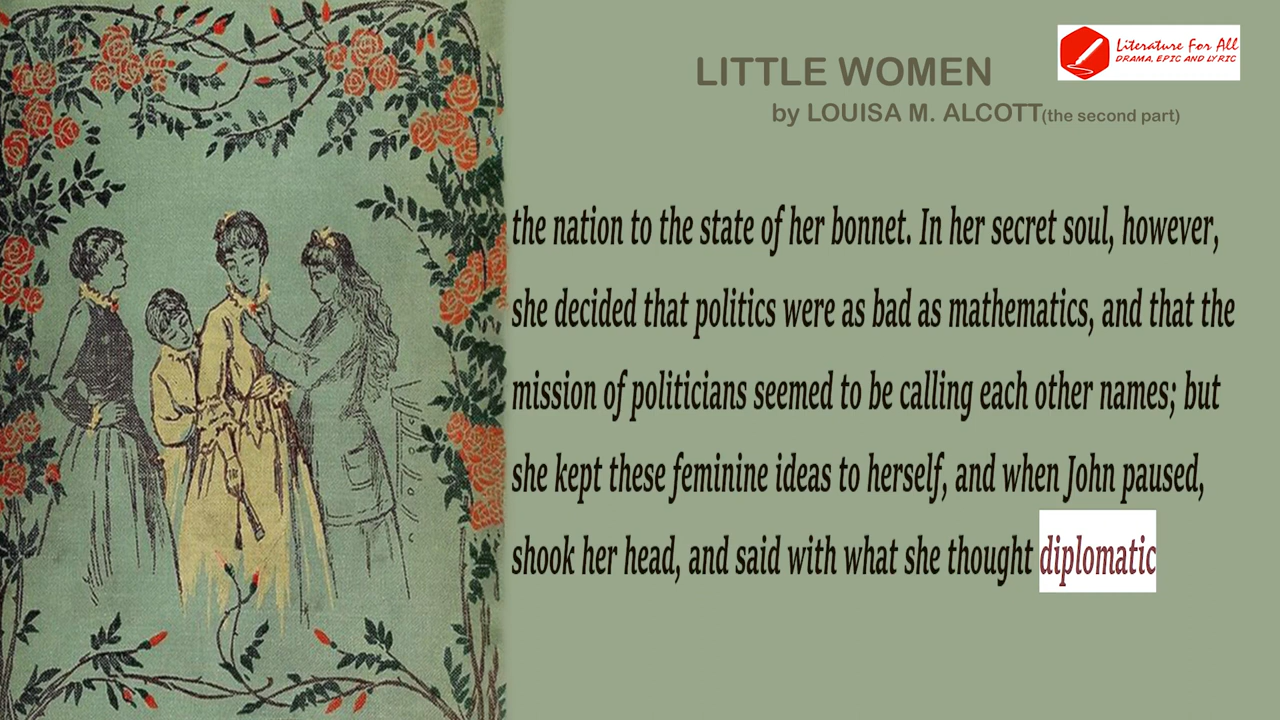 LITTLE WOMEN
by LOUISA M. ALCOTT(the second part)
Literature For All
DRAMA, EPIC AND LYRIC
the nation to the state of her bonnet. In her secret soul, however,
she decided that politics were as bad as mathematics, and that the
mission of politicians seemed to be calling each other names; but
she kept these feminine ideas to herself, and when John paused,
shook her head, and said with what she thought diplomatic